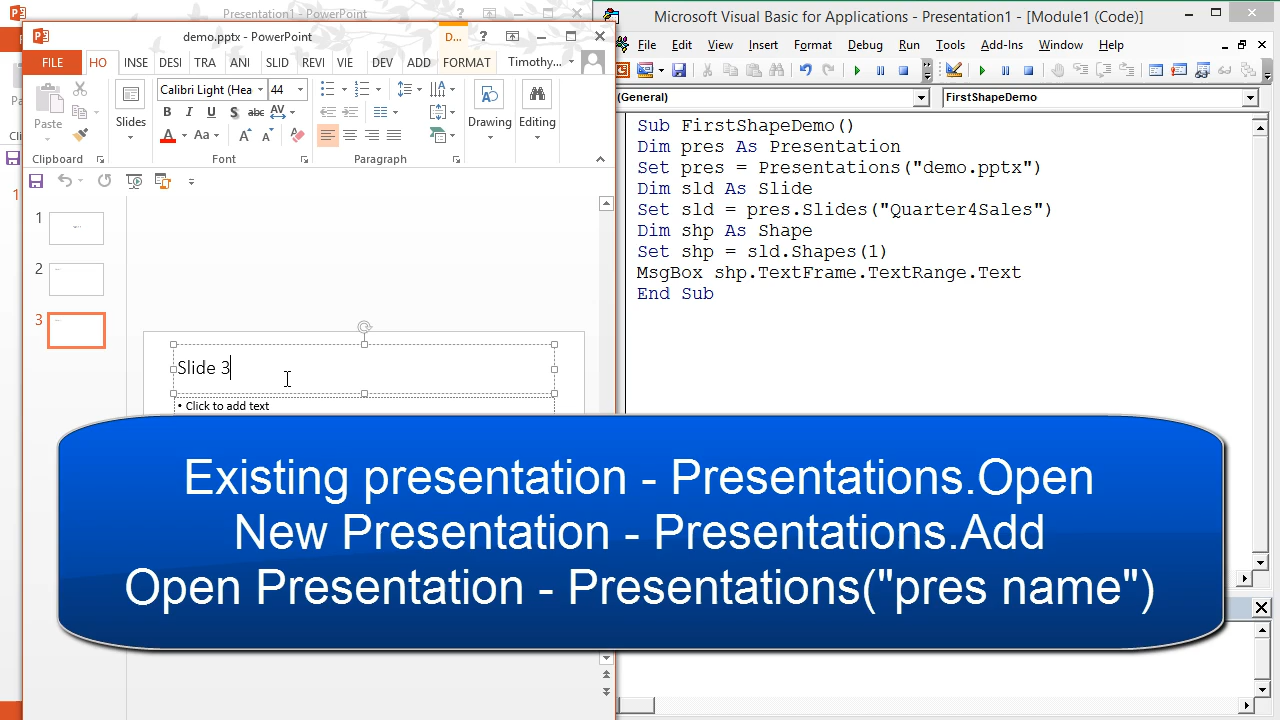 Presentation1 - PowerPoint
demo.pptx - PowerPoint
D...
FILE HO INSE DESI TRA ANI SLID REVI VIE DEV ADD FORMAT Timothy...
Paste
Clipboard
Slides
Calibri Light (Hea 44
B I U S abc AV
A Aa A A
Font
Paragraph
Drawing
Editing
1
1
2
3
Slide 3
• Click to add text
Microsoft Visual Basic for Applications - Presentation1 - [Module1 (Code)]
File Edit View Insert Format Debug Run Tools Add-Ins Window Help
(General) FirstShapeDemo
Sub FirstShapeDemo()
Dim pres As Presentation
Set pres = Presentations("demo.pptx")
Dim sld As Slide
Set sld = pres.Slides("Quarter4Sales")
Dim shp As Shape
Set shp = sld.Shapes(1)
MsgBox shp.TextFrame.TextRange.Text
End Sub
Existing presentation - Presentations.Open
New Presentation - Presentations.Add
Open Presentation - Presentations("pres name")